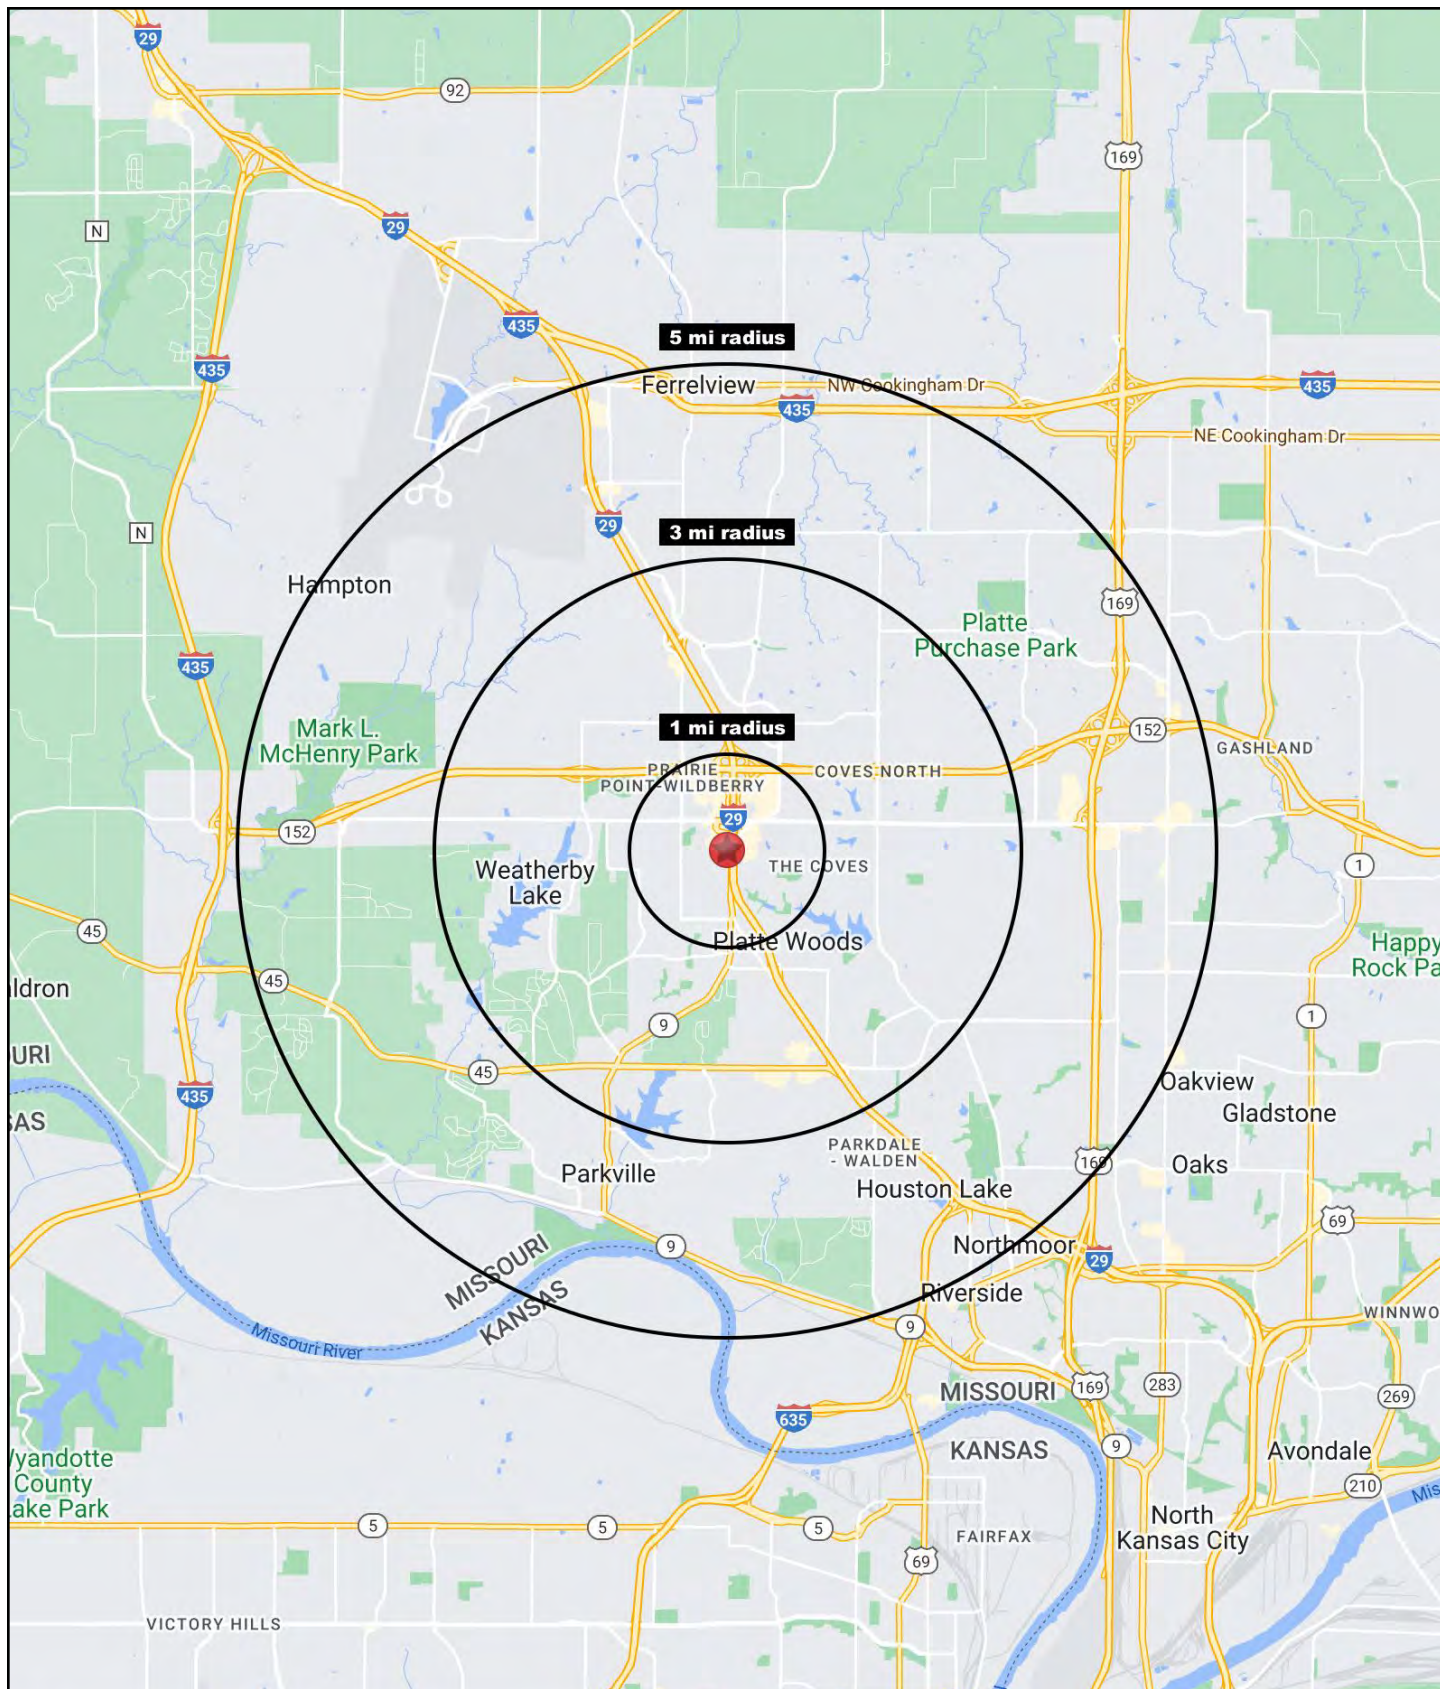 29
92
169
N
29
435
5 mi radius
435
Ferrelview
NW Cookingham Dr
435
435
NE Cookingham Dr
29
3 mi radius
N
Hampton
169
Platte
Purchase Park
435
1 mi radius
Mark L.
McHenry Park
152
GASHLAND
PRAIRIE
POINT-WILDBERRY
COVES NORTH
29
152
THE COVES
1
Weatherby
Lake
45
Platte Woods
Happy
Rock Pa
45
ldron
9
1
URI
45
Oakview
435
Gladstone
SAS
PARKDALE
- WALDEN
169
Oaks
Parkville
Houston Lake
69
9
Northmoor
29
MISSOURI
KANSAS
Riverside
WINNWO
Missouri River
9
MISSOURI
169
283
269
635
KANSAS
9
Avondale
yandotte
County
ake Park
210
Mis
5
5
5
North
Kansas City
FAIRFAX
69
VICTORY HILLS